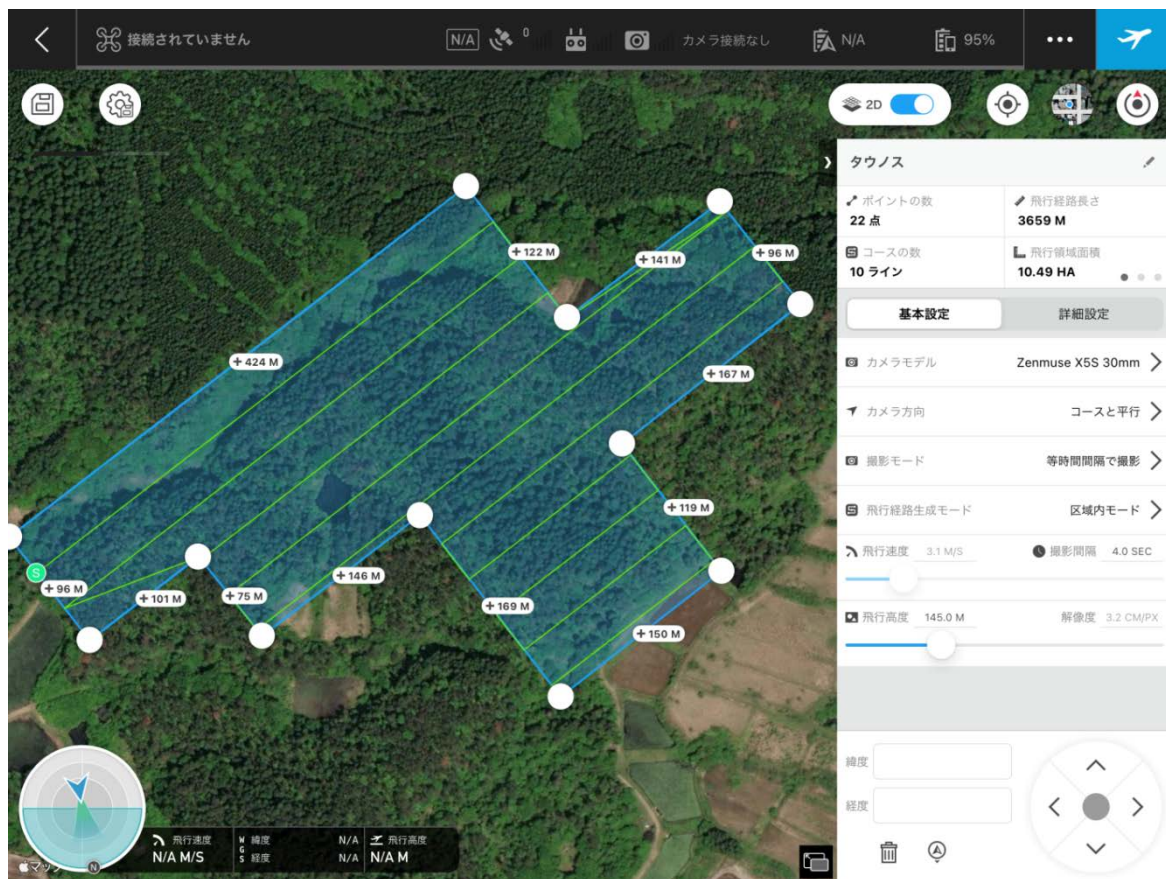 接続されていません
N/A
0
カメラ接続なし
N/A
95%
2D
タウノス
ポイントの数
22 点
飛行経路長さ
3659 M
コースの数
10 ライン
飛行領域面積
10.49 HA
基本設定
詳細設定
カメラモデル
Zenmuse X5S 30mm
カメラ方向
コースと平行
撮影モード
等時間間隔で撮影
飛行経路生成モード
区域内モード
飛行速度 3.1 M/S
撮影間隔 4.0 SEC
飛行高度 145.0 M
解像度 3.2 CM/PX
緯度
経度
+ 122 M
+ 141 M
+ 96 M
+ 424 M
+ 167 M
+ 119 M
+ 146 M
+ 96 M
+ 101 M
+ 75 M
+ 169 M
+ 150 M
S
飛行速度
N/A M/S
WGS
緯度 N/A
経度 N/A
飛行高度
N/A M
マップ
N